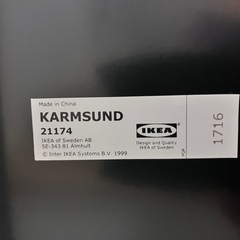 Made in China
KARMSUND
21174
IKEA of Sweden AB
SE-343 81 Älmhult
© Inter IKEA Systems B.V. 1999
IKEA
Design and Quality
IKEA of Sweden
1716